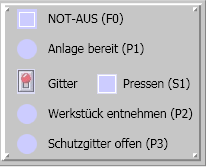 NOT-AUS (F0)
Anlage bereit (P1)
Gitter Pressen (S1)
Werkstück entnehmen (P2)
Schutzgitter offen (P3)